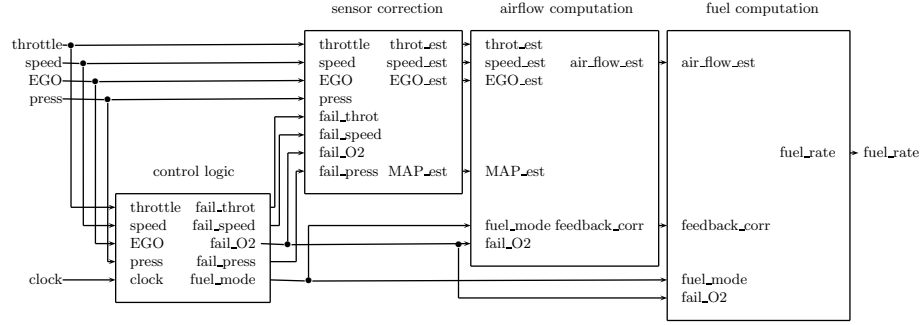 sensor correction airflow computation fuel computation
throttle throttle throt_est throt_est
speed speed speed_est speed_est air_flow_est air_flow_est
EGO EGO EGO_est EGO_est
press press
fail_throt
fail_speed
fail_O2 fuel_rate fuel_rate
control logic fail_press MAP_est MAP_est
throttle fail_throt
speed fail_speed fuel_mode feedback_corr feedback_corr
EGO fail_O2 fail_O2
press fail_press
clock clock fuel_mode fuel_mode
fail_O2